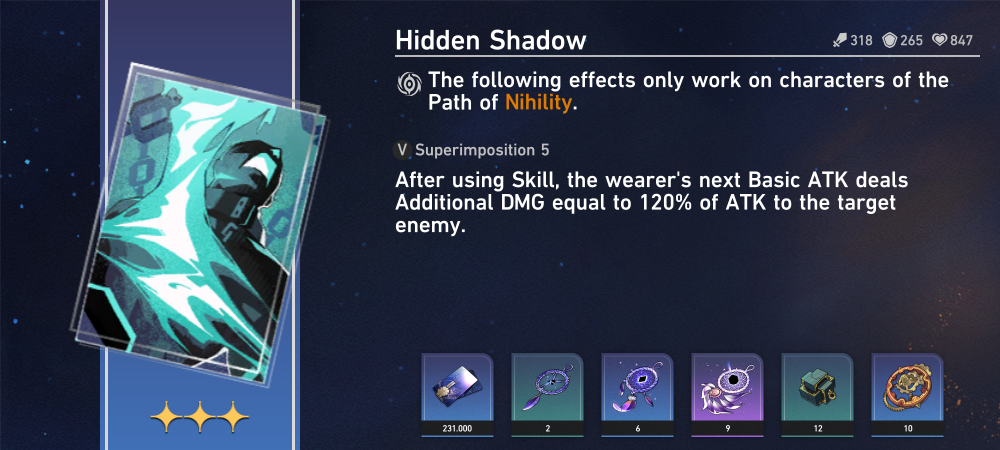 Hidden Shadow
318 265 847
The following effects only work on characters of the
Path of Nihility.
V Superimposition 5
After using Skill, the wearer's next Basic ATK deals
Additional DMG equal to 120% of ATK to the target
enemy.
231.000 2 6 9 12 10